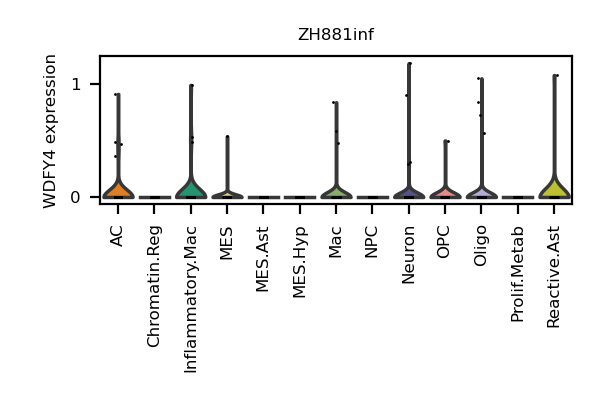 ZH881inf
WDFY4 expression
1
0
AC
Chromatin.Reg
Inflammatory.Mac
MES
MES.Ast
MES.Hyp
Mac
NPC
Neuron
OPC
Oligo
Prolif.Metab
Reactive.Ast